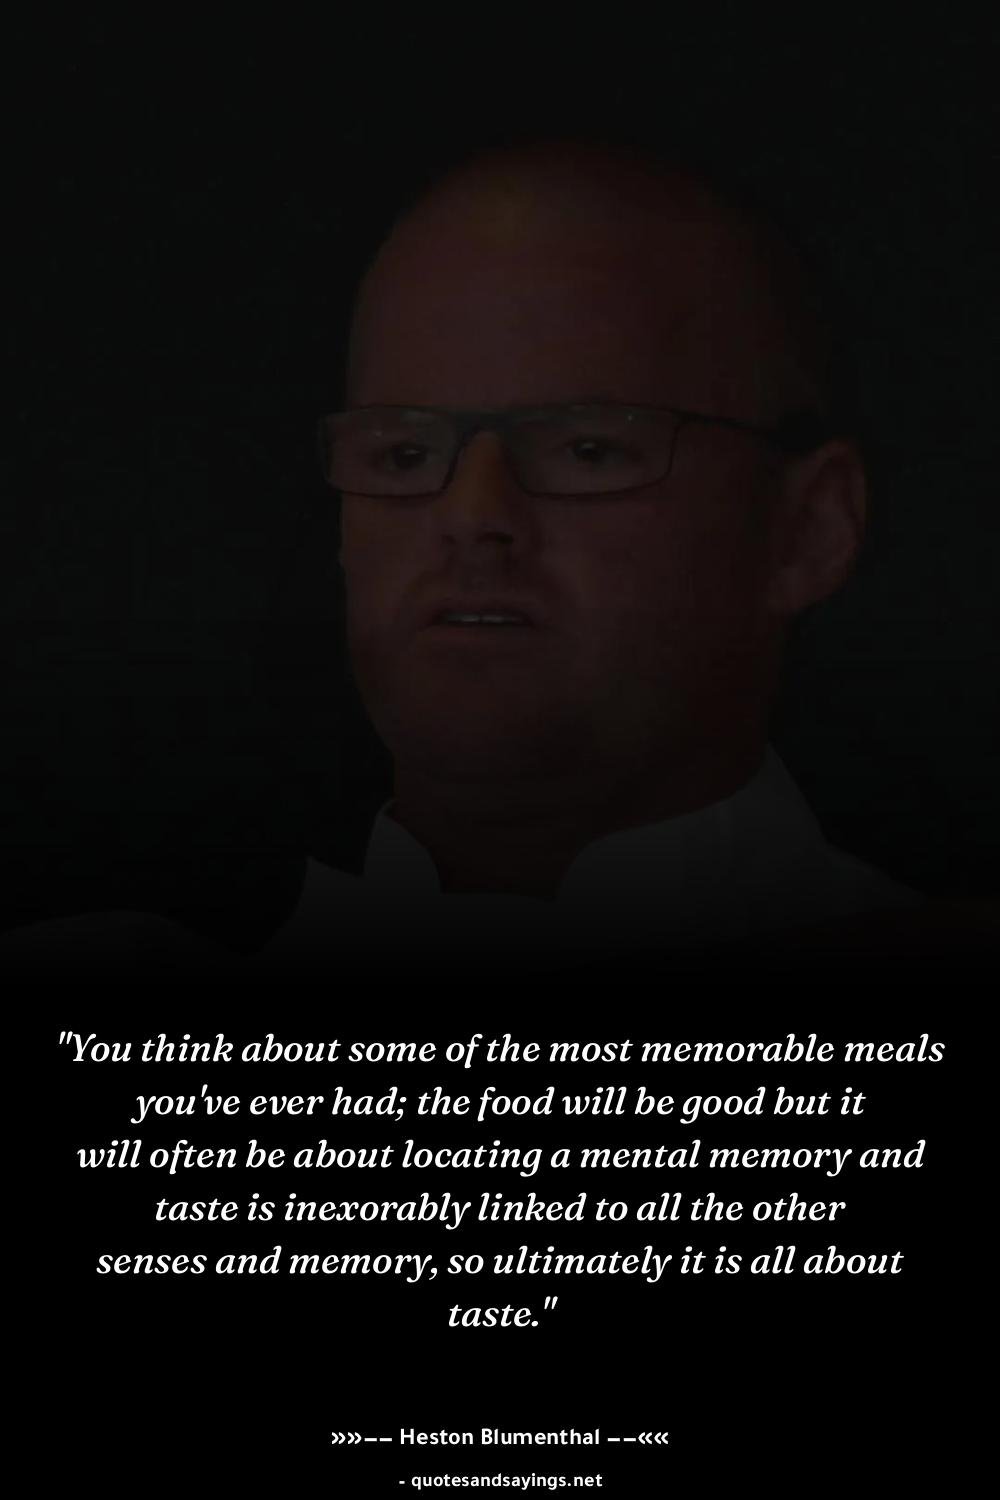 "You think about some of the most memorable meals
you've ever had; the food will be good but it
will often be about locating a mental memory and
taste is inexorably linked to all the other
senses and memory, so ultimately it is all about
taste."
»»–– Heston Blumenthal ––««
- quotesandsayings.net